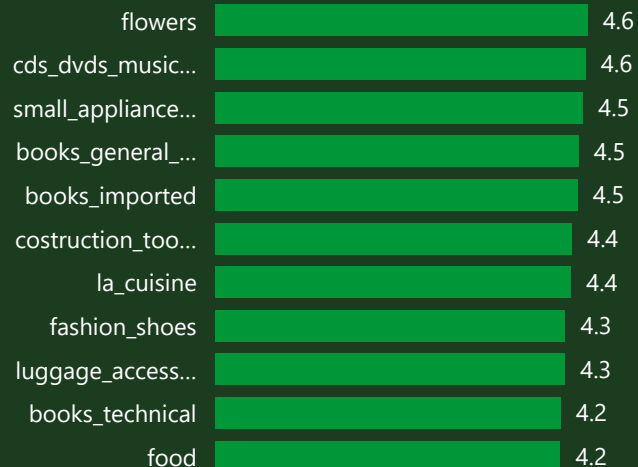 flowers 4.6
cds_dvds_music... 4.6
small_appliance... 4.5
books_general_... 4.5
books_imported 4.5
costruction_too... 4.4
la_cuisine 4.4
fashion_shoes 4.3
luggage_access... 4.3
books_technical 4.2
food 4.2